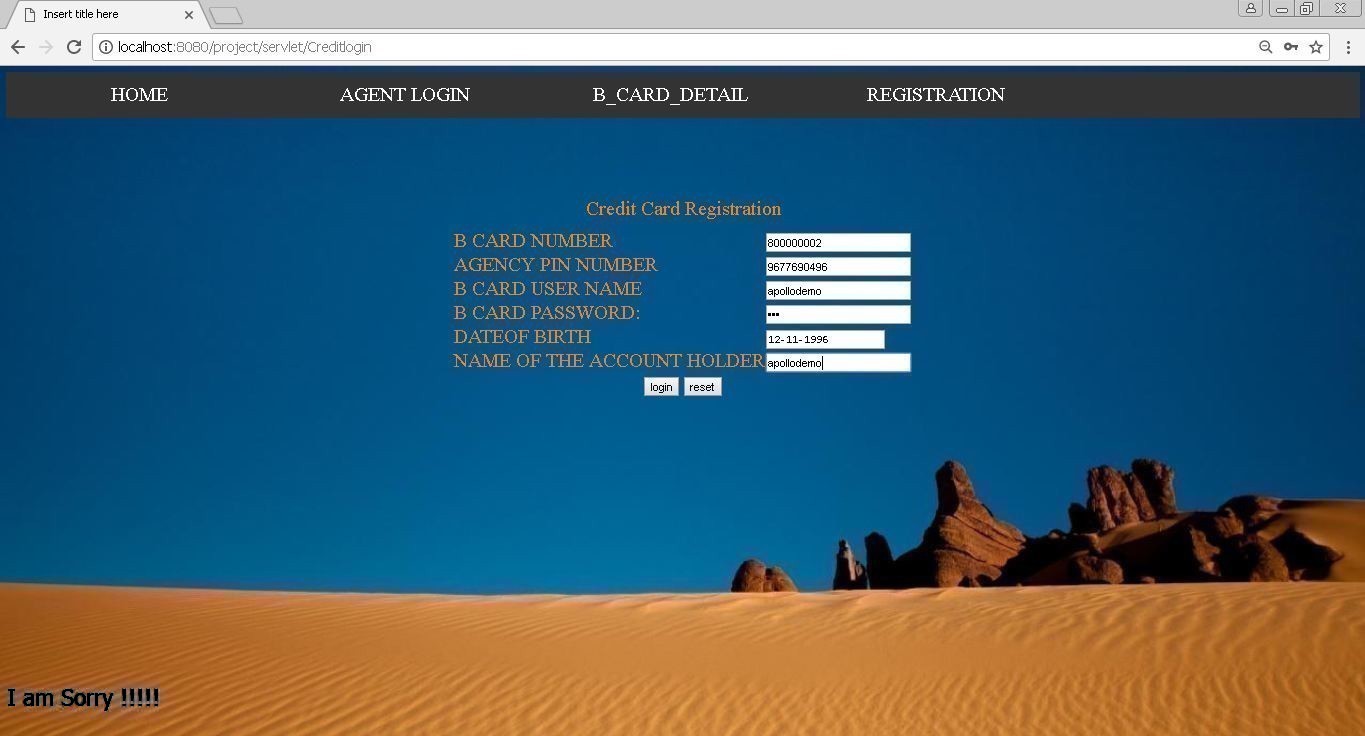 Insert title here
localhost:8080/project/servlet/Creditlogin
HOME AGENT LOGIN B_CARD_DETAIL REGISTRATION
Credit Card Registration
B CARD NUMBER 800000002
AGENCY PIN NUMBER 9677690496
B CARD USER NAME apollodemo
B CARD PASSWORD: •••
DATEOF BIRTH 12-11-1996
NAME OF THE ACCOUNT HOLDER apollodemo
login reset
I am Sorry !!!!!